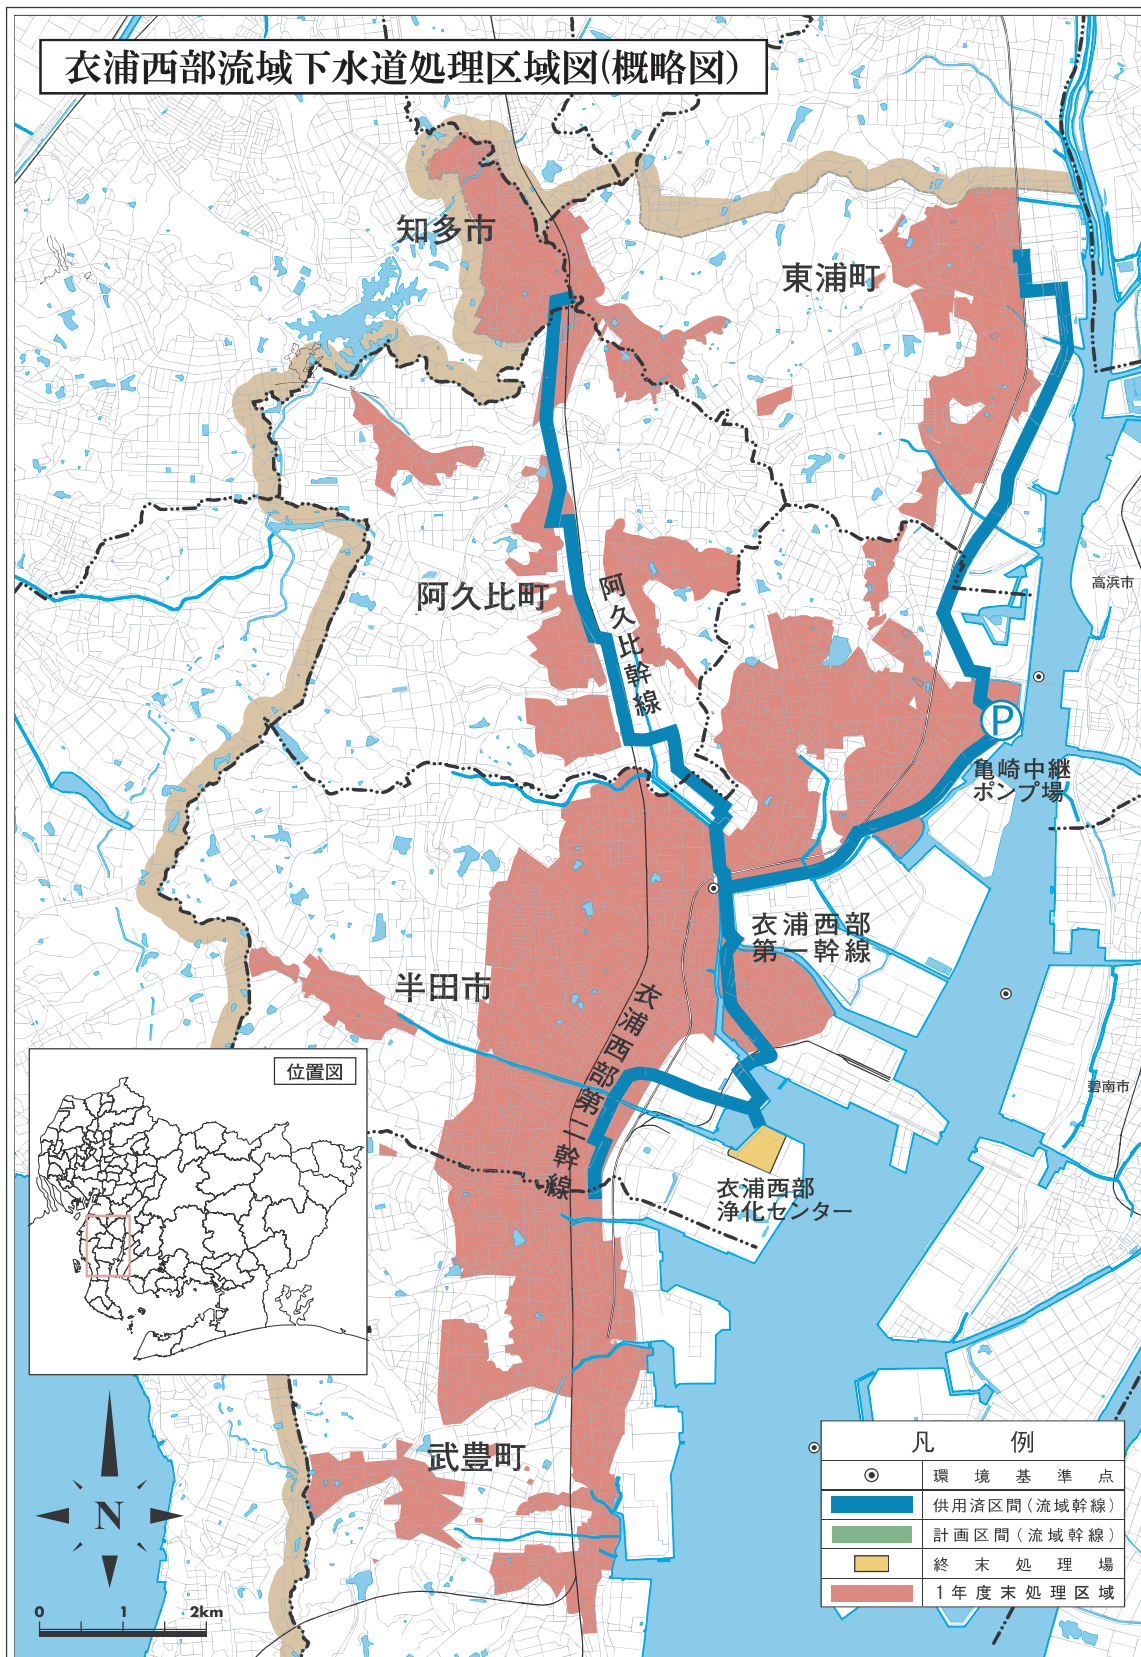 衣浦西部流域下水道処理区域図(概略図)
知多市
東浦町
阿久比町
阿久比幹線
高浜市
P
亀崎中継
ポンプ場
衣浦西部
第一幹線
半田市
衣浦西部第二幹線
碧南市
位置図
衣浦西部
浄化センター
武豊町
N
0 1 2km
凡例
環境基準点
供用済区間(流域幹線)
計画区間(流域幹線)
終末処理場
1年度末処理区域